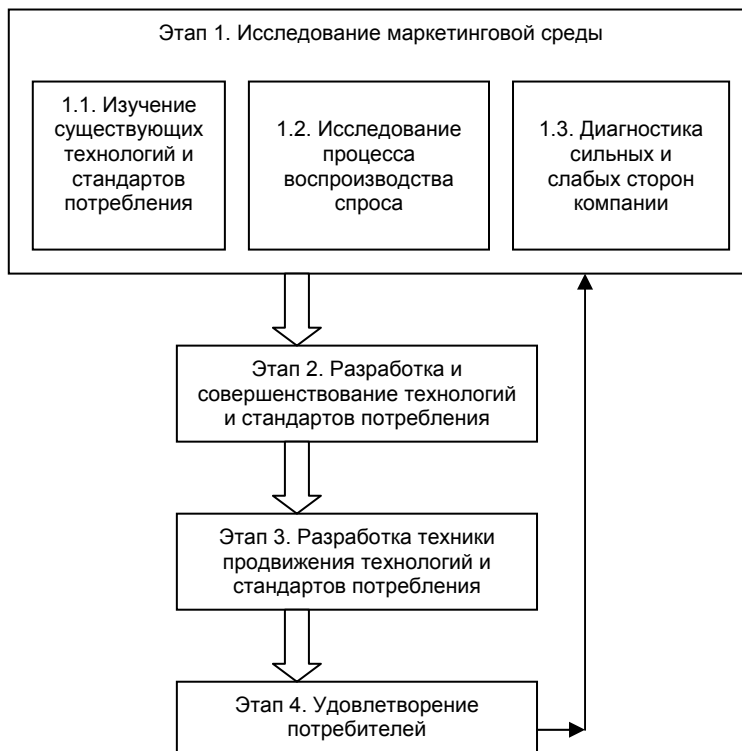 Этап 1. Исследование маркетинговой среды
1.1. Изучение
существующих
технологий и
стандартов
потребления
1.2. Исследование
процесса
воспроизводства
спроса
1.3. Диагностика
сильных и
слабых сторон
компании
Этап 2. Разработка и
совершенствование технологий
и стандартов потребления
Этап 3. Разработка техники
продвижения технологий и
стандартов потребления
Этап 4. Удовлетворение
потребителей